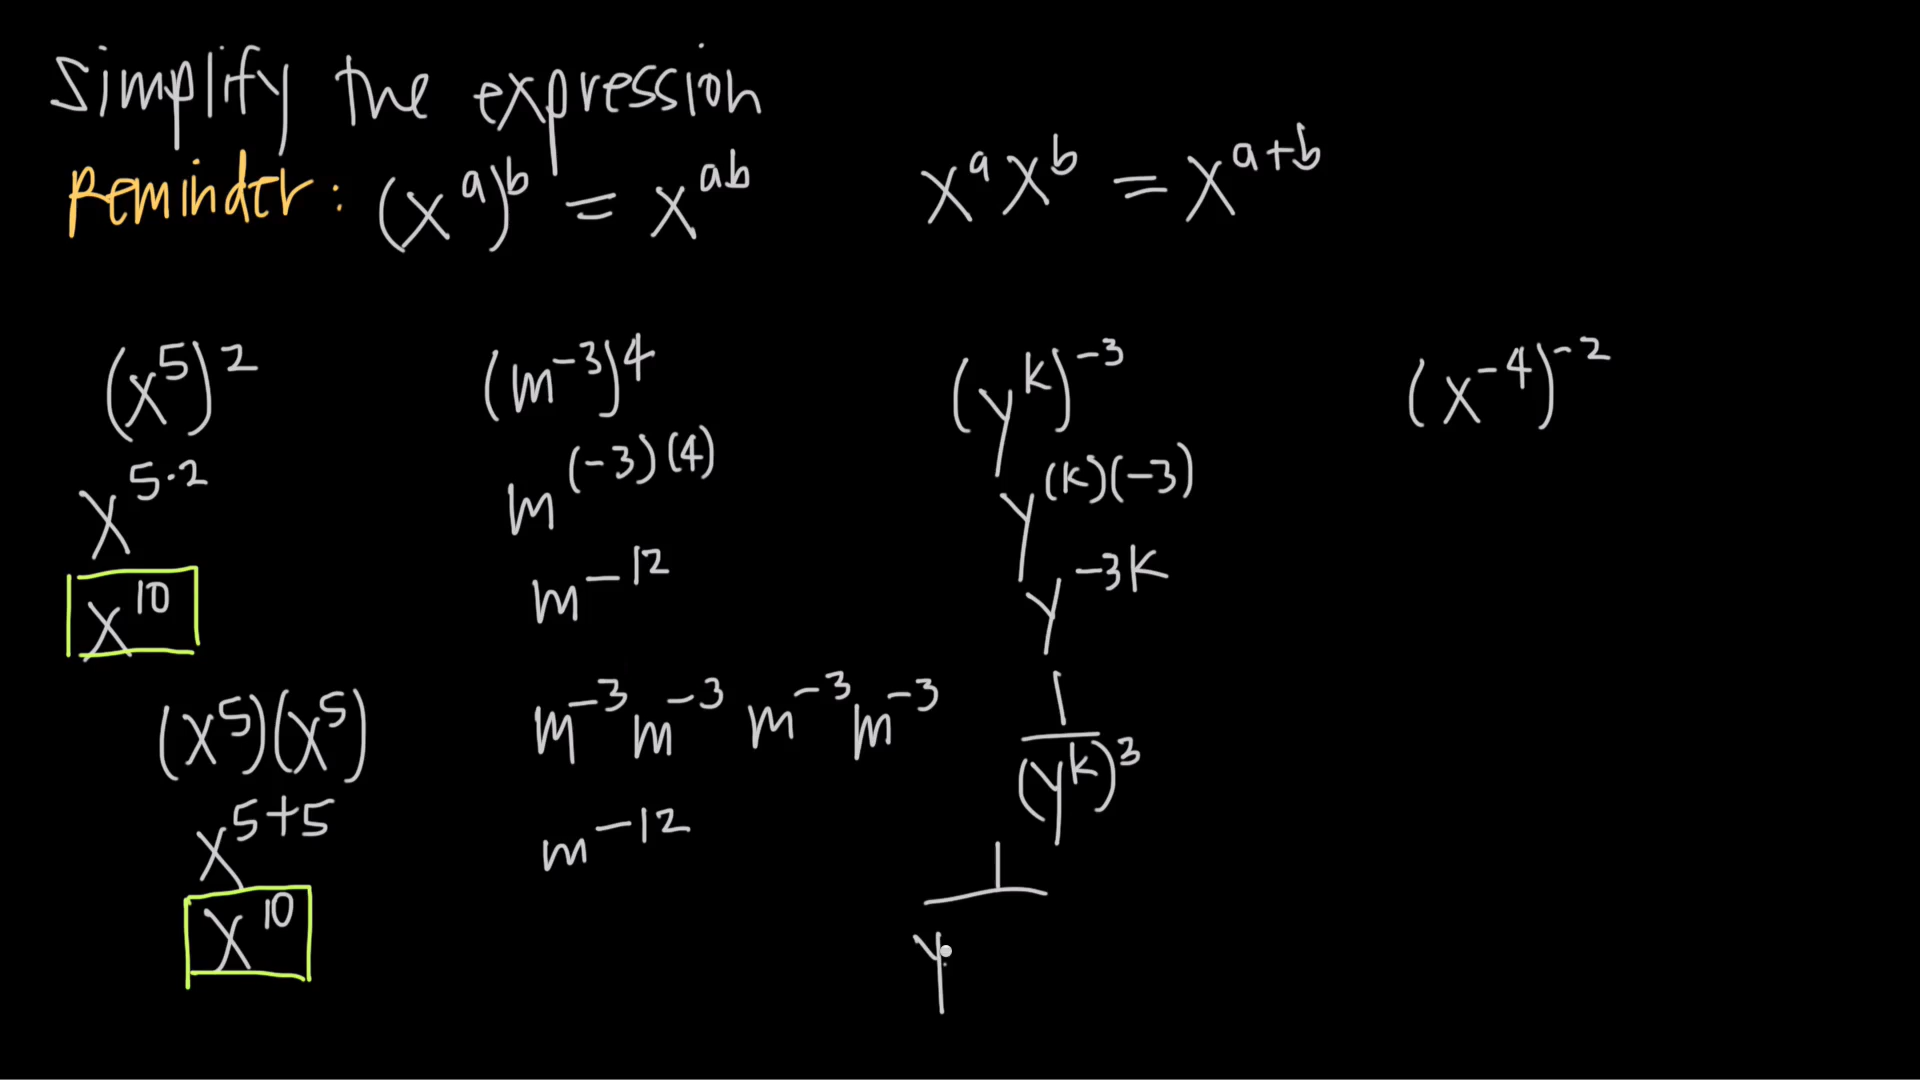 Simplify the expression
Reminder: (x^a)^b = x^ab    x^a x^b = x^a+b
(x^5)^2
x^5·2
x^10
(x^5)(x^5)
x^5+5
x^10
(m^-3)^4
m^(-3)(4)
m^-12
m^-3 m^-3 m^-3 m^-3
m^-12
(y^k)^-3
y^(k)(-3)
y^-3k
1
(y^k)^3
1
y
(x^-4)^-2